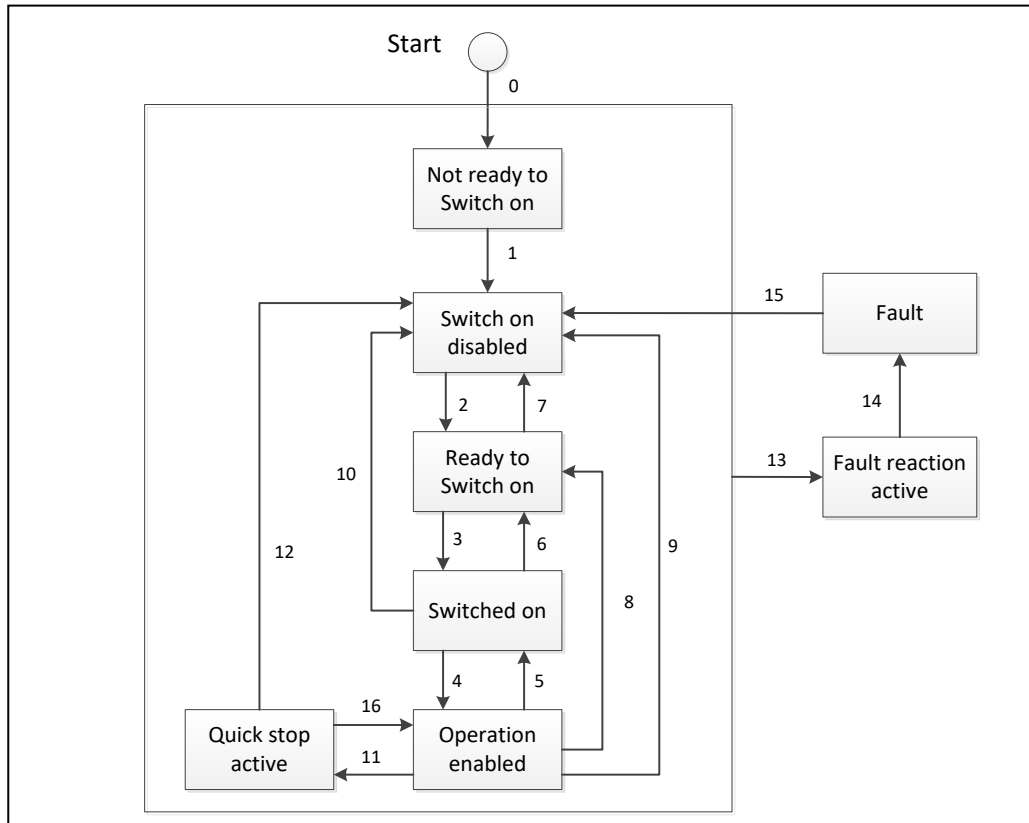 Start
0
Not ready to
Switch on
1
15
Fault
Switch on
disabled
2
7
14
Ready to
Switch on
10
13
Fault reaction
active
3
6
12
9
Switched on
8
4
5
16
Quick stop
active
11
Operation
enabled